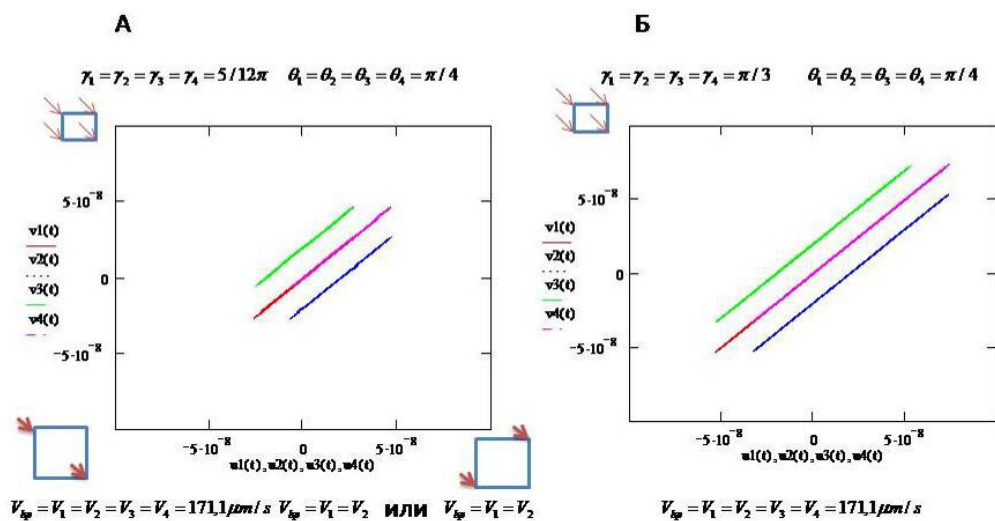 А Б
γ₁ = γ₂ = γ₃ = γ₄ = 5/12π θ₁ = θ₂ = θ₃ = θ₄ = π/4 γ₁ = γ₂ = γ₃ = γ₄ = π/3 θ₁ = θ₂ = θ₃ = θ₄ = π/4
5·10⁻⁸
v1(t)
v2(t)
v3(t)
v4(t)
0
−5·10⁻⁸
−5·10⁻⁸ 0 5·10⁻⁸
u1(t),u2(t),u3(t),u4(t)
5·10⁻⁸
v1(t)
v2(t)
v3(t)
v4(t)
0
−5·10⁻⁸
−5·10⁻⁸ 0 5·10⁻⁸
u1(t),u2(t),u3(t),u4(t)
= V₁ = V₂ = V₃ = V₄ = 171,1μm/s = V₁ = V₂ или = V₁ = V₂ = V₁ = V₂ = V₃ = V₄ = 171,1μm/s